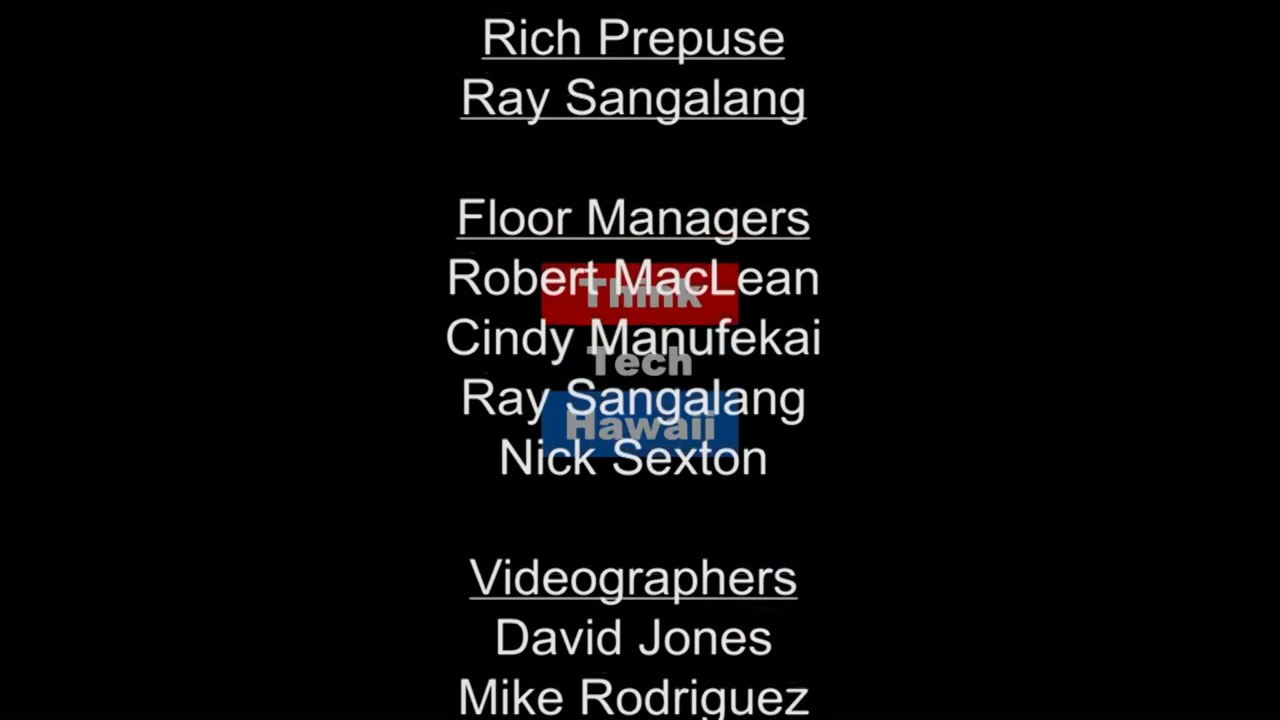 Rich Prepuse
Ray Sangalang
Floor Managers
Robert MacLean
Cindy Manufekai
Ray Sangalang
Nick Sexton
Videographers
David Jones
Mike Rodriguez
Think
Tech
Hawaii